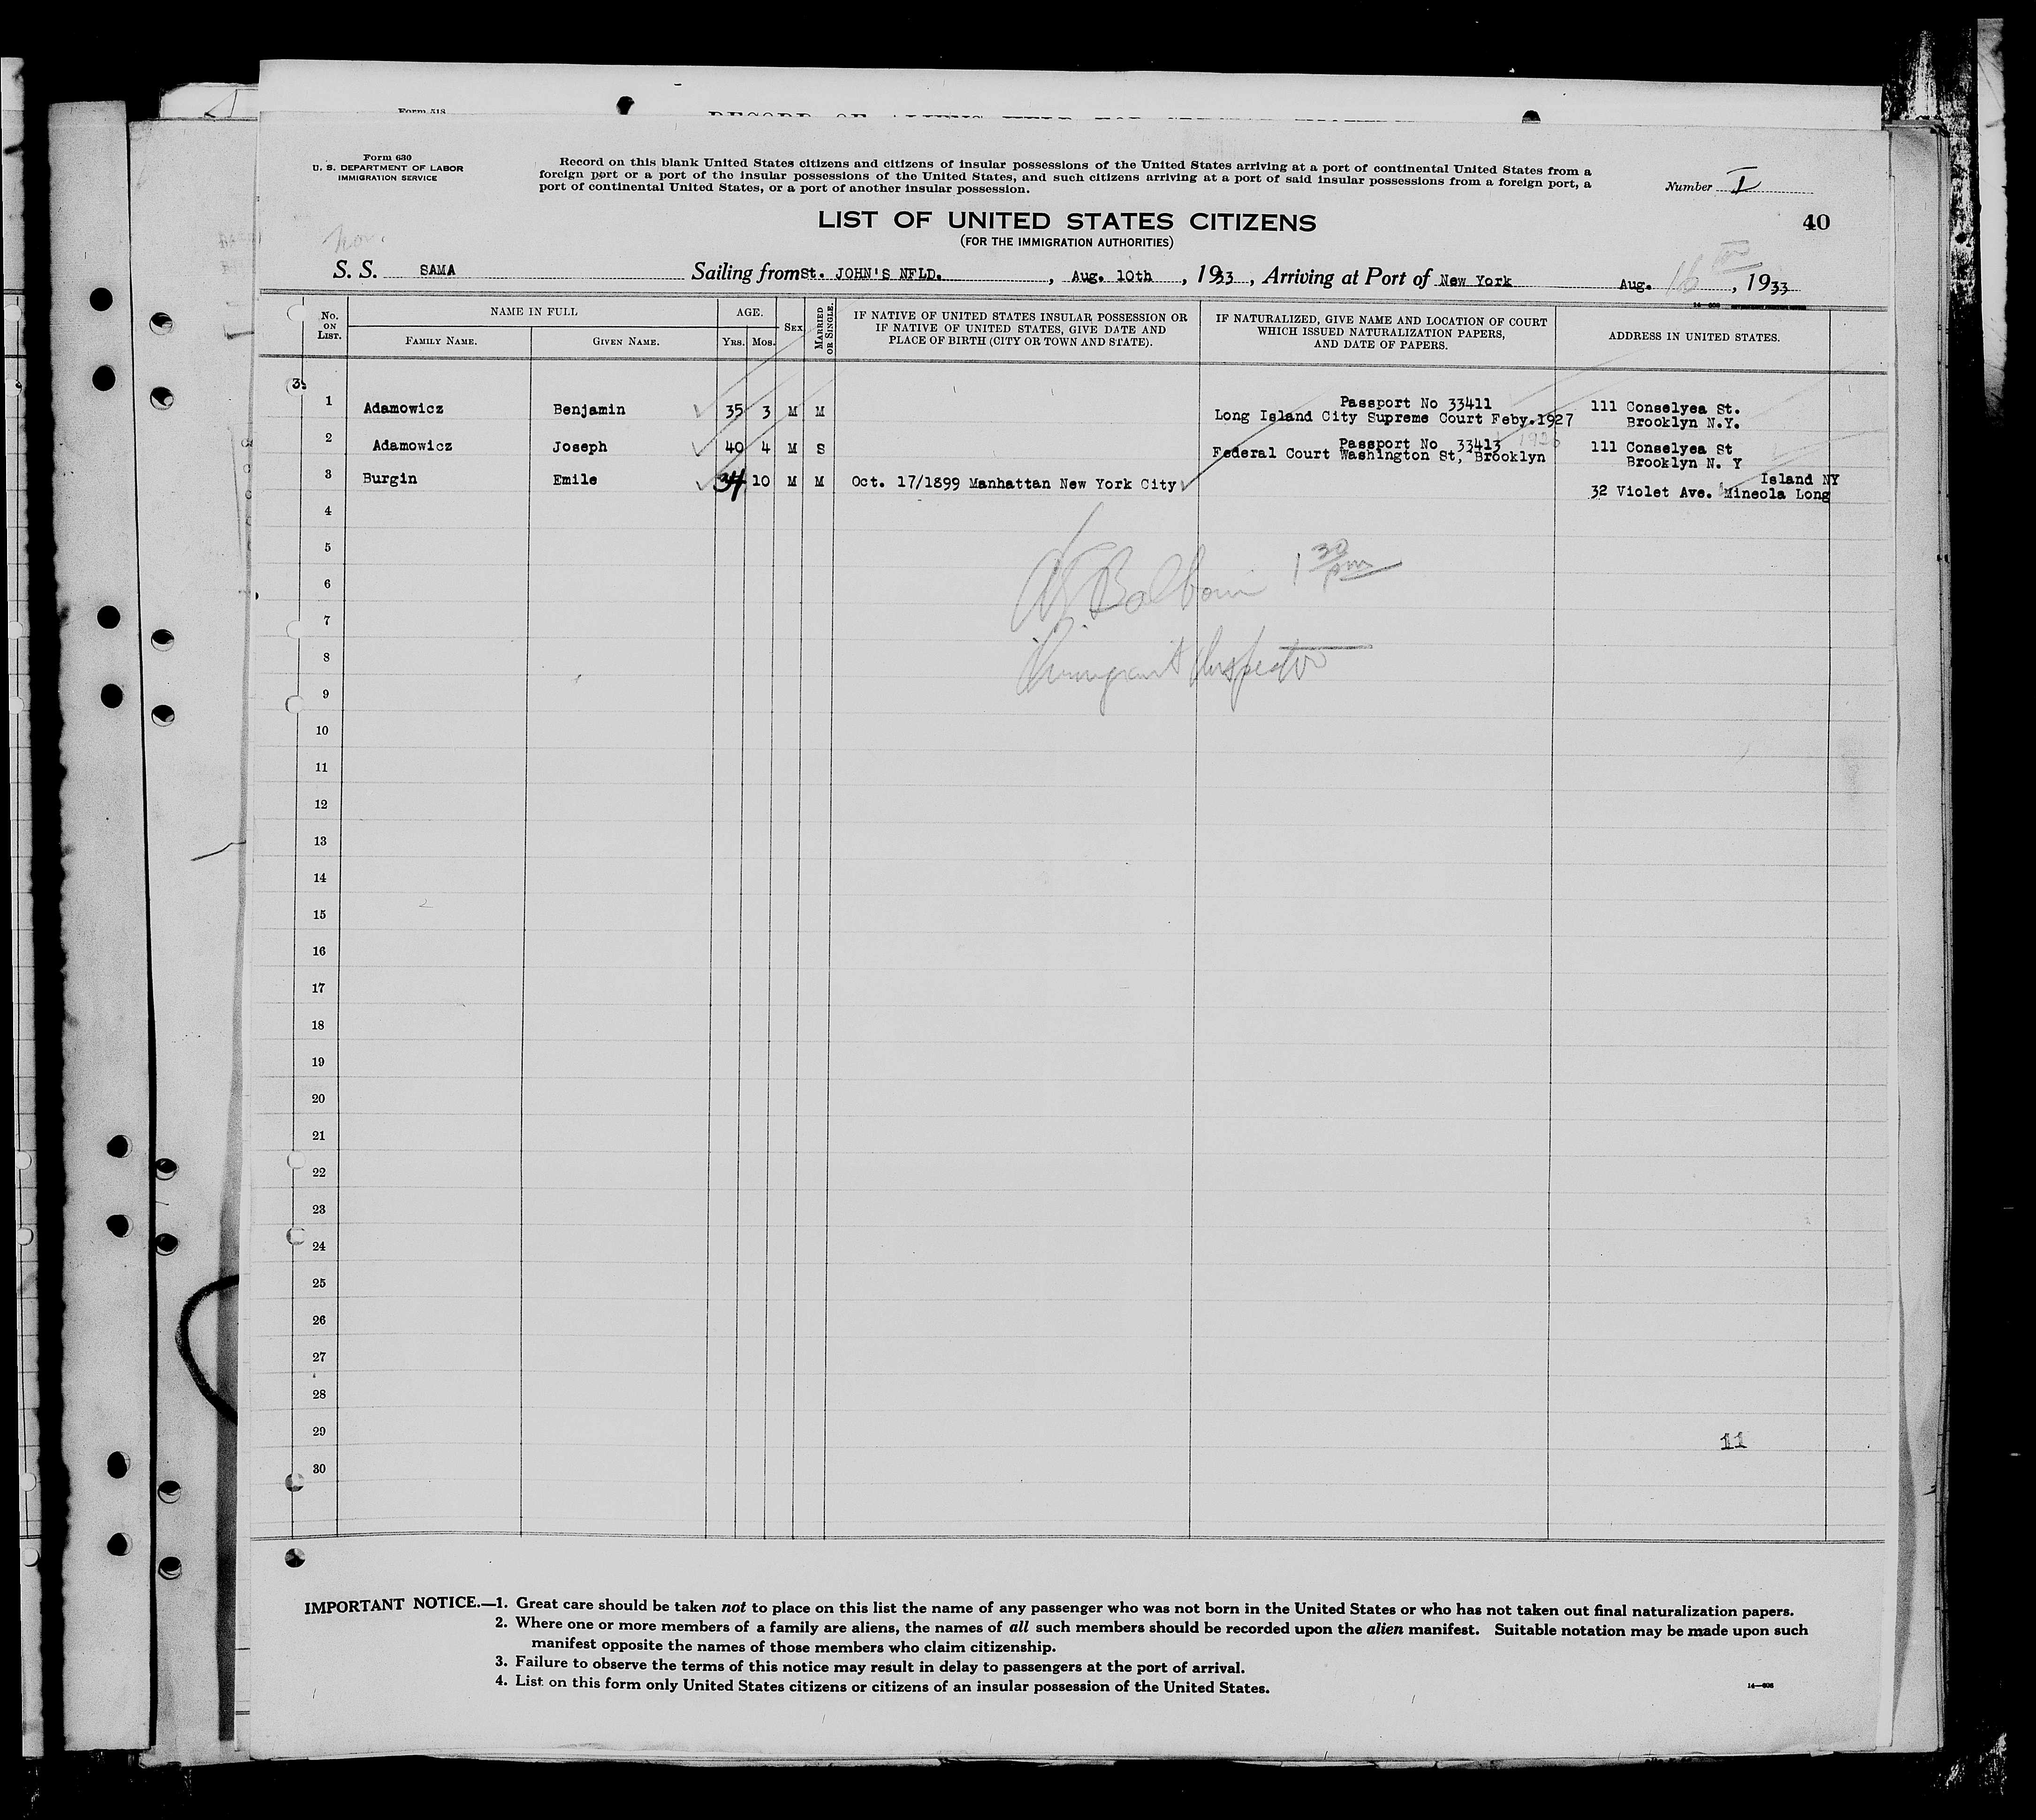 Form 518
RECORD OF ALIENS HELD FOR SPECIAL INQUIRY
Form 630
U. S. DEPARTMENT OF LABOR
IMMIGRATION SERVICE
Record on this blank United States citizens and citizens of insular possessions of the United States arriving at a port of continental United States from a
foreign port or a port of the insular possessions of the United States, and such citizens arriving at a port of said insular possessions from a foreign port, a
port of continental United States, or a port of another insular possession.
Number I
LIST OF UNITED STATES CITIZENS
40
(FOR THE IMMIGRATION AUTHORITIES)
Nor.
S. S. SAMA Sailing from St. JOHN'S NFLD. , Aug. 10th , 1933 , Arriving at Port of New York Aug. 16 , 1933
No. ON LIST. NAME IN FULL FAMILY NAME. GIVEN NAME. AGE. YRS. MOS. SEX MARRIED OR SINGLE. IF NATIVE OF UNITED STATES INSULAR POSSESSION OR IF NATIVE OF UNITED STATES, GIVE DATE AND PLACE OF BIRTH (CITY OR TOWN AND STATE). IF NATURALIZED, GIVE NAME AND LOCATION OF COURT WHICH ISSUED NATURALIZATION PAPERS, AND DATE OF PAPERS. ADDRESS IN UNITED STATES.
1 Adamowicz Benjamin 35 3 M M Passport No 33411 Long Island City Supreme Court Feby.1927 111 Conselyea St. Brooklyn N.Y.
2 Adamowicz Joseph 40 4 M S Passport No 33413 Federal Court Washington St, Brooklyn 111 Conselyea St Brooklyn N. Y
3 Burgin Emile 34 10 M M Oct. 17/1899 Manhattan New York City 32 Violet Ave. Mineola Long Island NY
4
5
1 30 pm
6
7
8
Immigrant Inspector
9
10
11
12
13
14
15
16
17
18
19
20
21
22
23
24
25
26
27
28
29
11
30
IMPORTANT NOTICE.—1. Great care should be taken not to place on this list the name of any passenger who was not born in the United States or who has not taken out final naturalization papers.
2. Where one or more members of a family are aliens, the names of all such members should be recorded upon the alien manifest. Suitable notation may be made upon such
manifest opposite the names of those members who claim citizenship.
3. Failure to observe the terms of this notice may result in delay to passengers at the port of arrival.
4. List on this form only United States citizens or citizens of an insular possession of the United States.